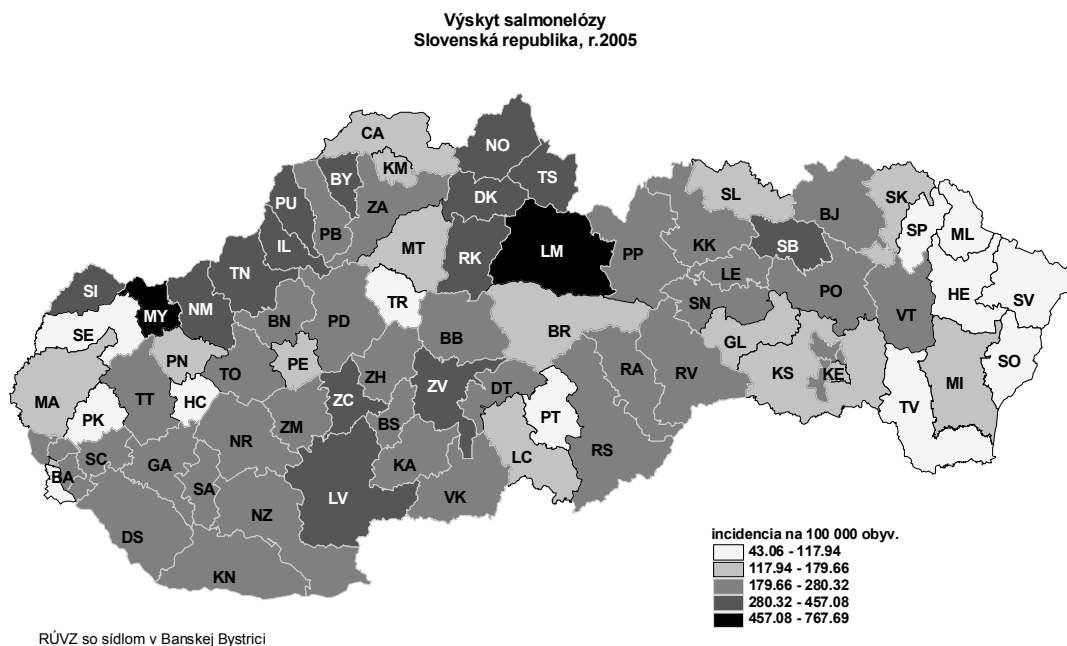 Výskyt salmonelózy
Slovenská republika, r.2005
CA
NO
KM
BY
TS
DK
PU
ZA
SL
SK
BJ
PB
SP
ML
IL
MT
RK
LM
PP
KK
SB
TN
LE
HE
SI
PO
SV
NM
TR
SN
VT
MY
BN
PD
SE
BB
BR
GL
SO
PN
PE
TO
RA
RV
KS
KE
MI
ZH
ZV
DT
MA
TT
HC
ZC
PT
TV
PK
ZM
BS
NR
RS
SC
GA
KA
LC
BA
SA
LV
VK
NZ
DS
KN
incidencia na 100 000 obyv.
43.06 - 117.94
117.94 - 179.66
179.66 - 280.32
280.32 - 457.08
457.08 - 767.69
RÚVZ so sídlom v Banskej Bystrici